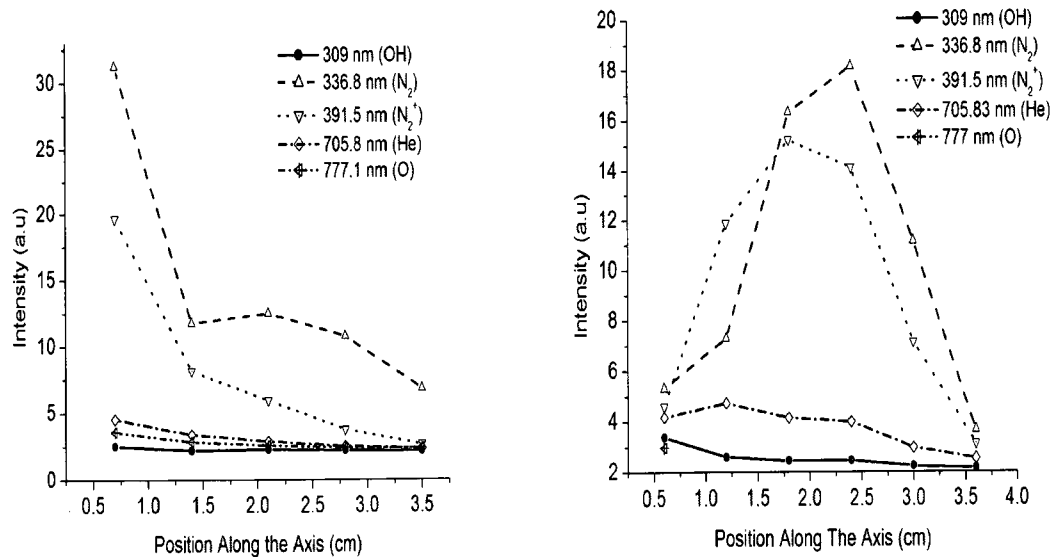 309 nm (OH)
336.8 nm (N2)
391.5 nm (N2+)
705.8 nm (He)
777.1 nm (O)
Intensity (a.u)
30
25
20
15
10
5
0
0.5 1.0 1.5 2.0 2.5 3.0 3.5
Position Along the Axis (cm)
309 nm (OH)
336.8 nm (N2)
391.5 nm (N2+)
705.83 nm (He)
777 nm (O)
Intensity (a.u)
20
18
16
14
12
10
8
6
4
2
0.5 1.0 1.5 2.0 2.5 3.0 3.5 4.0
Position Along The Axis (cm)